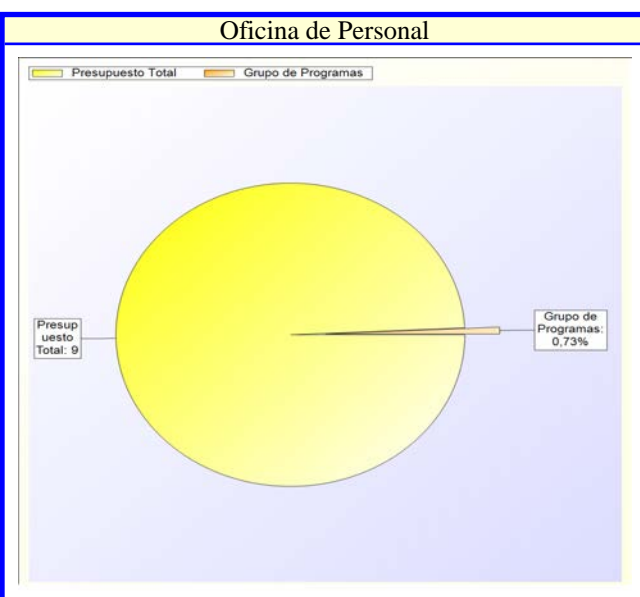 Oficina de Personal
Presupuesto Total Grupo de Programas
Presup
uesto
Total: 9
Grupo de
Programas:
0,73%